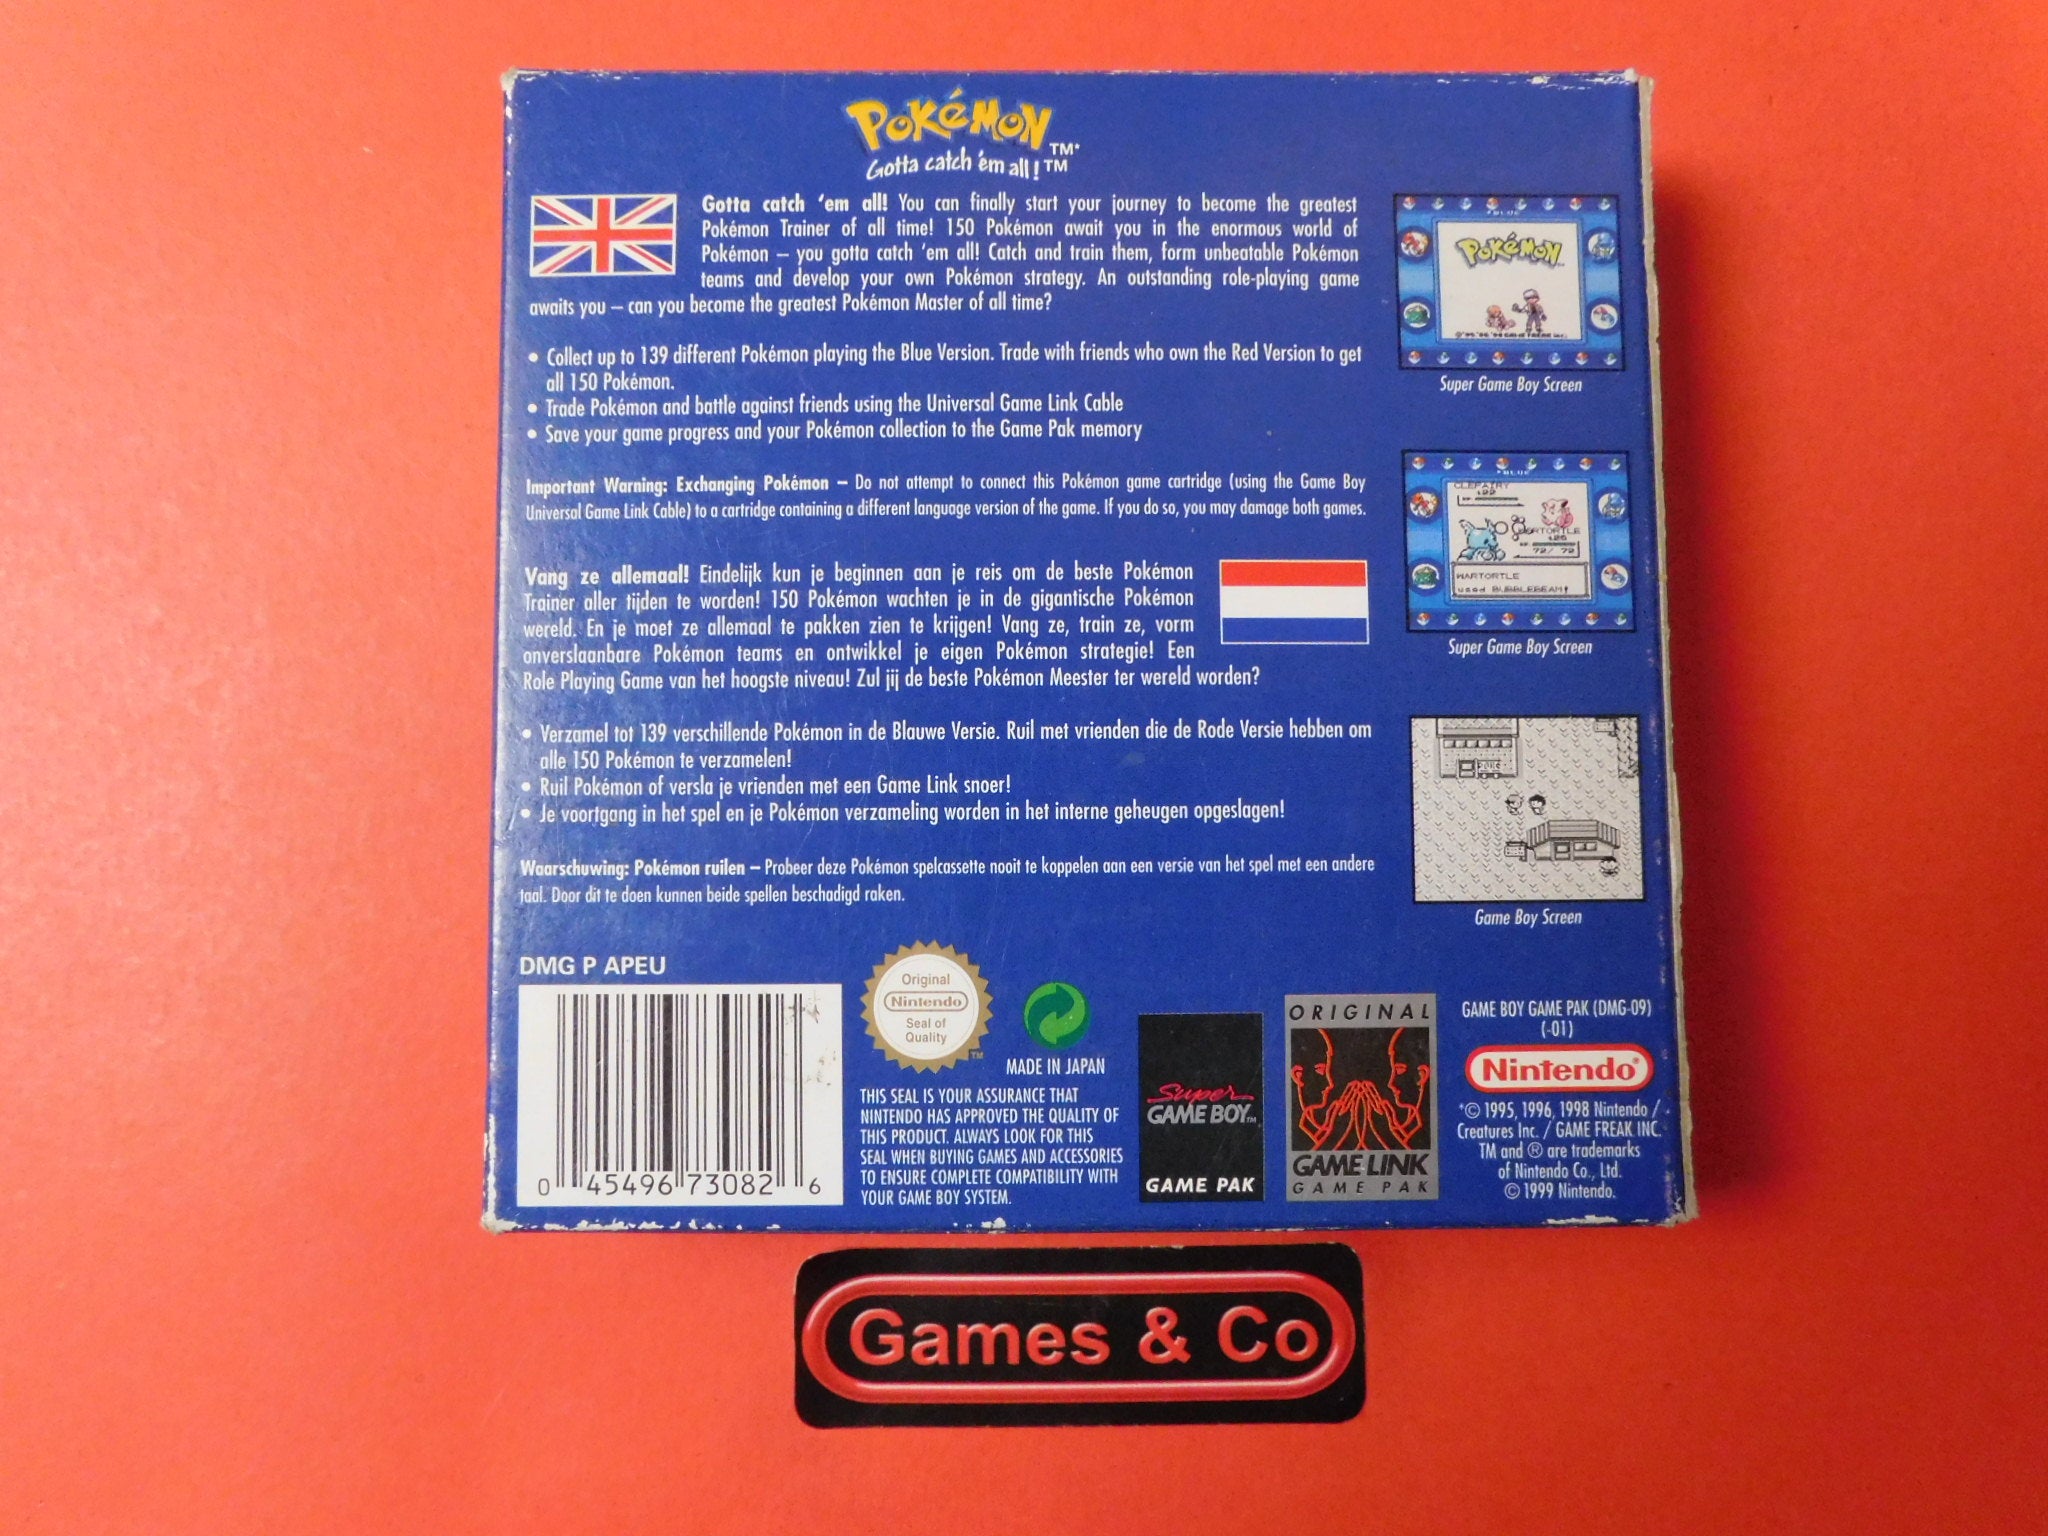 POKéMON™*
Gotta catch 'em all!™
Gotta catch 'em all! You can finally start your journey to become the greatest
Pokémon Trainer of all time! 150 Pokémon await you in the enormous world of
Pokémon – you gotta catch 'em all! Catch and train them, form unbeatable Pokémon
teams and develop your own Pokémon strategy. An outstanding role-playing game
awaits you – can you become the greatest Pokémon Master of all time?
• Collect up to 139 different Pokémon playing the Blue Version. Trade with friends who own the Red Version to get
all 150 Pokémon.
• Trade Pokémon and battle against friends using the Universal Game Link Cable
• Save your game progress and your Pokémon collection to the Game Pak memory
Important Warning: Exchanging Pokémon – Do not attempt to connect this Pokémon game cartridge (using the Game Boy
Universal Game Link Cable) to a cartridge containing a different language version of the game. If you do so, you may damage both games.
Vang ze allemaal! Eindelijk kun je beginnen aan je reis om de beste Pokémon
Trainer aller tijden te worden! 150 Pokémon wachten je in de gigantische Pokémon
wereld. En je moet ze allemaal te pakken zien te krijgen! Vang ze, train ze, vorm
onverslaanbare Pokémon teams en ontwikkel je eigen Pokémon strategie! Een
Role Playing Game van het hoogste niveau! Zul jij de beste Pokémon Meester ter wereld worden?
• Verzamel tot 139 verschillende Pokémon in de Blauwe Versie. Ruil met vrienden die de Rode Versie hebben om
alle 150 Pokémon te verzamelen!
• Ruil Pokémon of versla je vrienden met een Game Link snoer!
• Je voortgang in het spel en je Pokémon verzameling worden in het interne geheugen opgeslagen!
Waarschuwing: Pokémon ruilen – Probeer deze Pokémon spelcassette nooit te koppelen aan een versie van het spel met een andere
taal. Door dit te doen kunnen beide spellen beschadigd raken.
BLUE
POKéMON
Super Game Boy Screen
BLUE
CLEFAIRY
:L22
WARTORTLE
:L26
72/ 72
WARTORTLE
used BUBBLEBEAM!
Super Game Boy Screen
POKé
Game Boy Screen
DMG P APEU
0 45496 73082 6
Original
Nintendo
Seal of
Quality
™
MADE IN JAPAN
THIS SEAL IS YOUR ASSURANCE THAT
NINTENDO HAS APPROVED THE QUALITY OF
THIS PRODUCT. ALWAYS LOOK FOR THIS
SEAL WHEN BUYING GAMES AND ACCESSORIES
TO ENSURE COMPLETE COMPATIBILITY WITH
YOUR GAME BOY SYSTEM.
Super
GAME BOY™
GAME PAK
ORIGINAL
GAME LINK
GAME PAK
GAME BOY GAME PAK (DMG-09)
(-01)
Nintendo®
*© 1995, 1996, 1998 Nintendo /
Creatures Inc. / GAME FREAK INC.
TM and ® are trademarks
of Nintendo Co., Ltd.
© 1999 Nintendo.
Games & Co